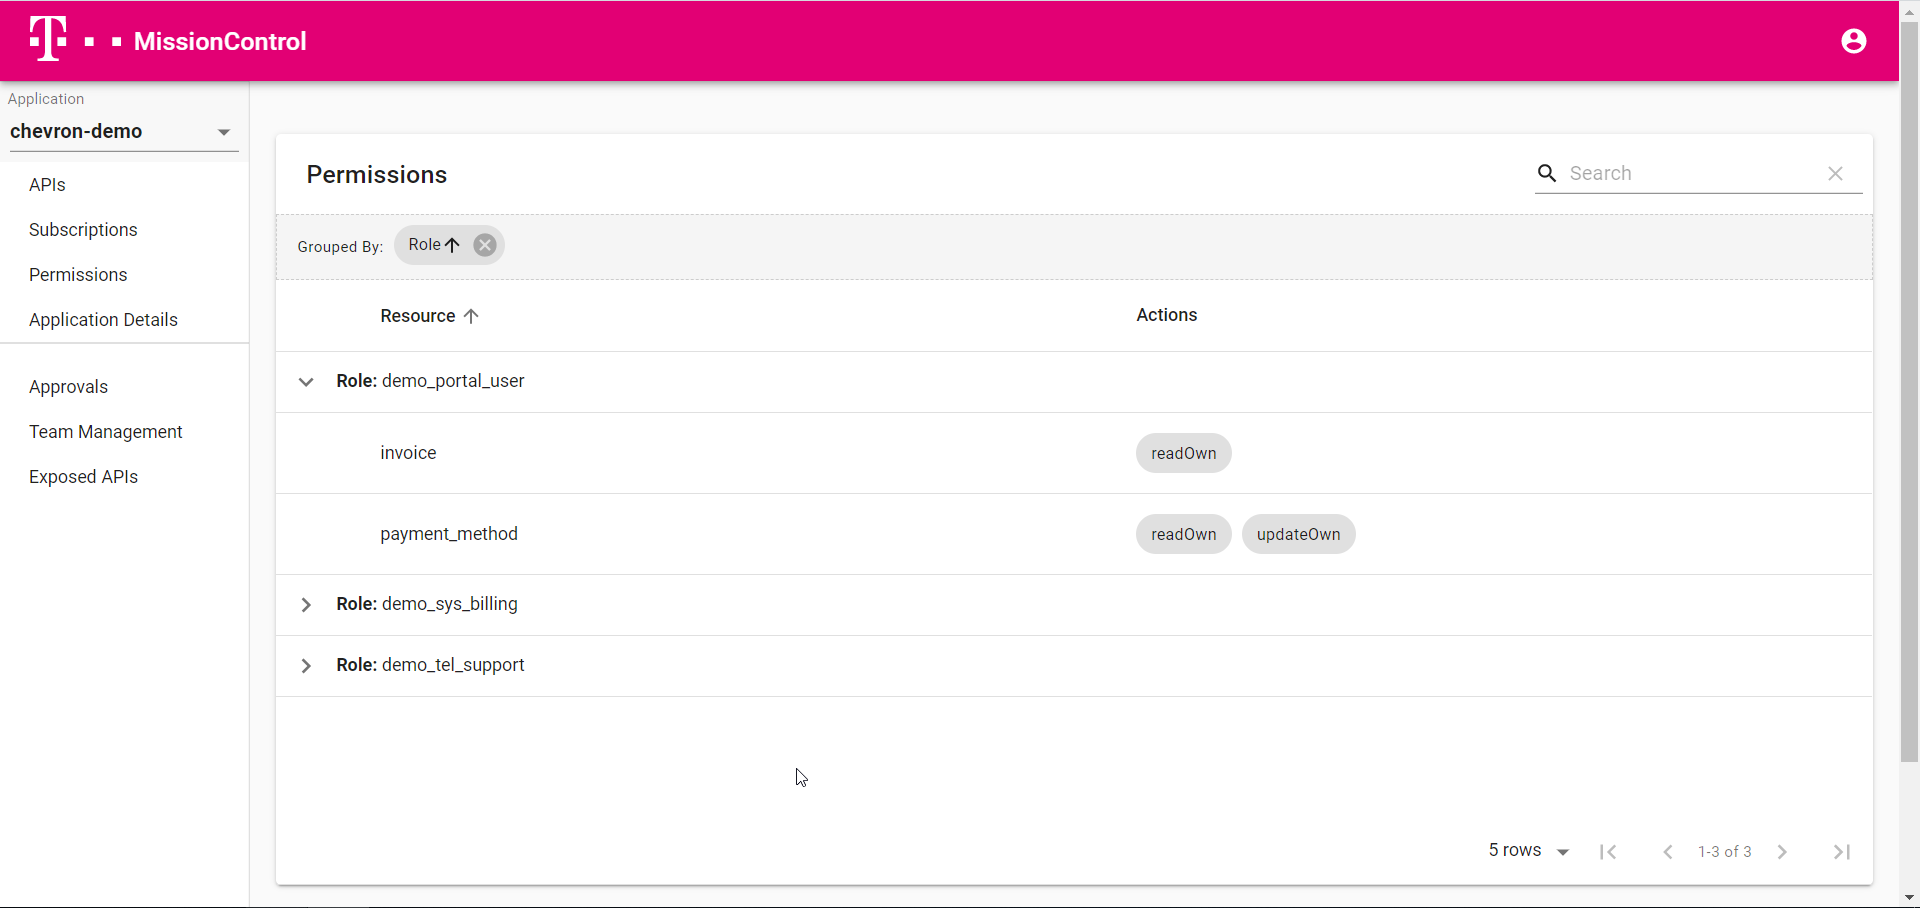 T MissionControl
Application
chevron-demo
APIs
Subscriptions
Permissions
Application Details
Approvals
Team Management
Exposed APIs
Permissions
Search
Grouped By: Role
Resource Actions
Role: demo_portal_user
invoice readOwn
payment_method readOwn updateOwn
Role: demo_sys_billing
Role: demo_tel_support
5 rows 1-3 of 3